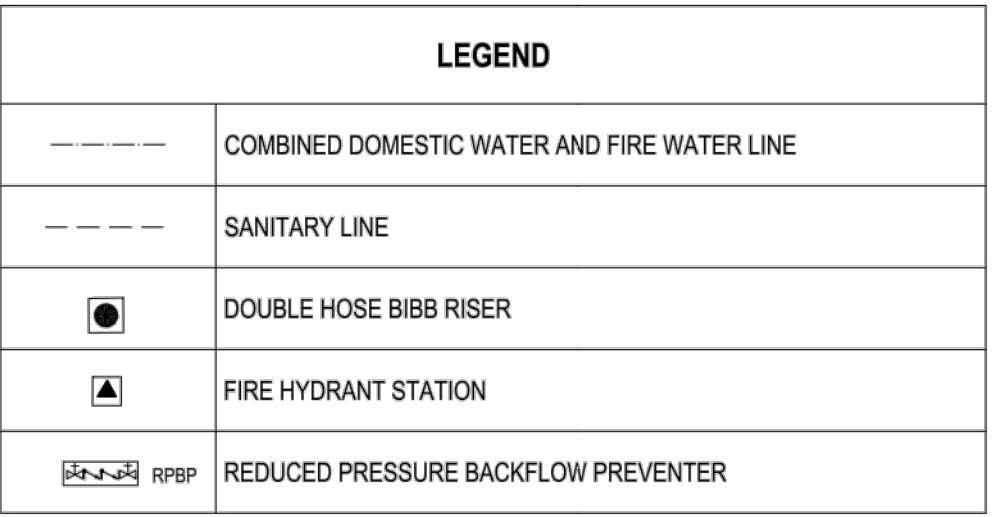 LEGEND
COMBINED DOMESTIC WATER AND FIRE WATER LINE
SANITARY LINE
DOUBLE HOSE BIBB RISER
FIRE HYDRANT STATION
RPBP REDUCED PRESSURE BACKFLOW PREVENTER